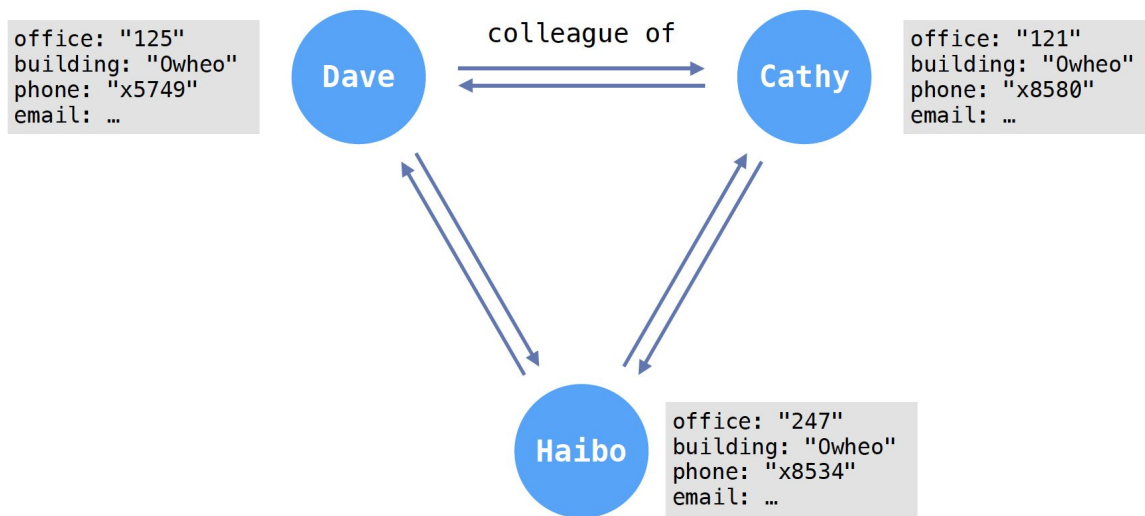 office: "125"
building: "Owheo"
phone: "x5749"
email: …
Dave
colleague of
Cathy
office: "121"
building: "Owheo"
phone: "x8580"
email: …
Haibo
office: "247"
building: "Owheo"
phone: "x8534"
email: …